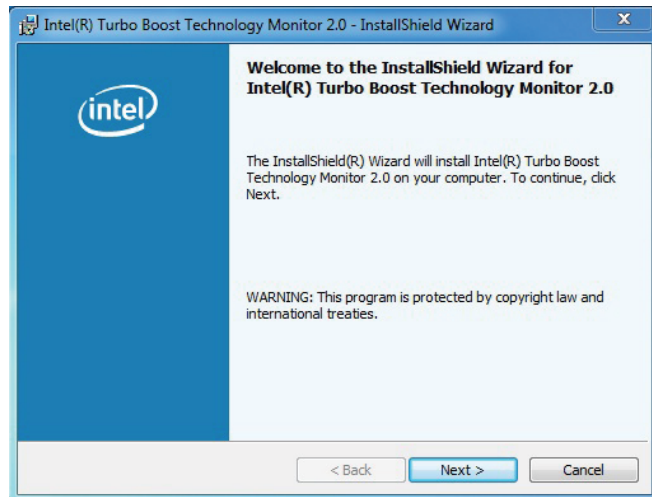 Intel(R) Turbo Boost Technology Monitor 2.0 - InstallShield Wizard
X
Welcome to the InstallShield Wizard for
Intel(R) Turbo Boost Technology Monitor 2.0
(intel)
The InstallShield(R) Wizard will install Intel(R) Turbo Boost
Technology Monitor 2.0 on your computer. To continue, click
Next.
WARNING: This program is protected by copyright law and
international treaties.
< Back
Next >
Cancel